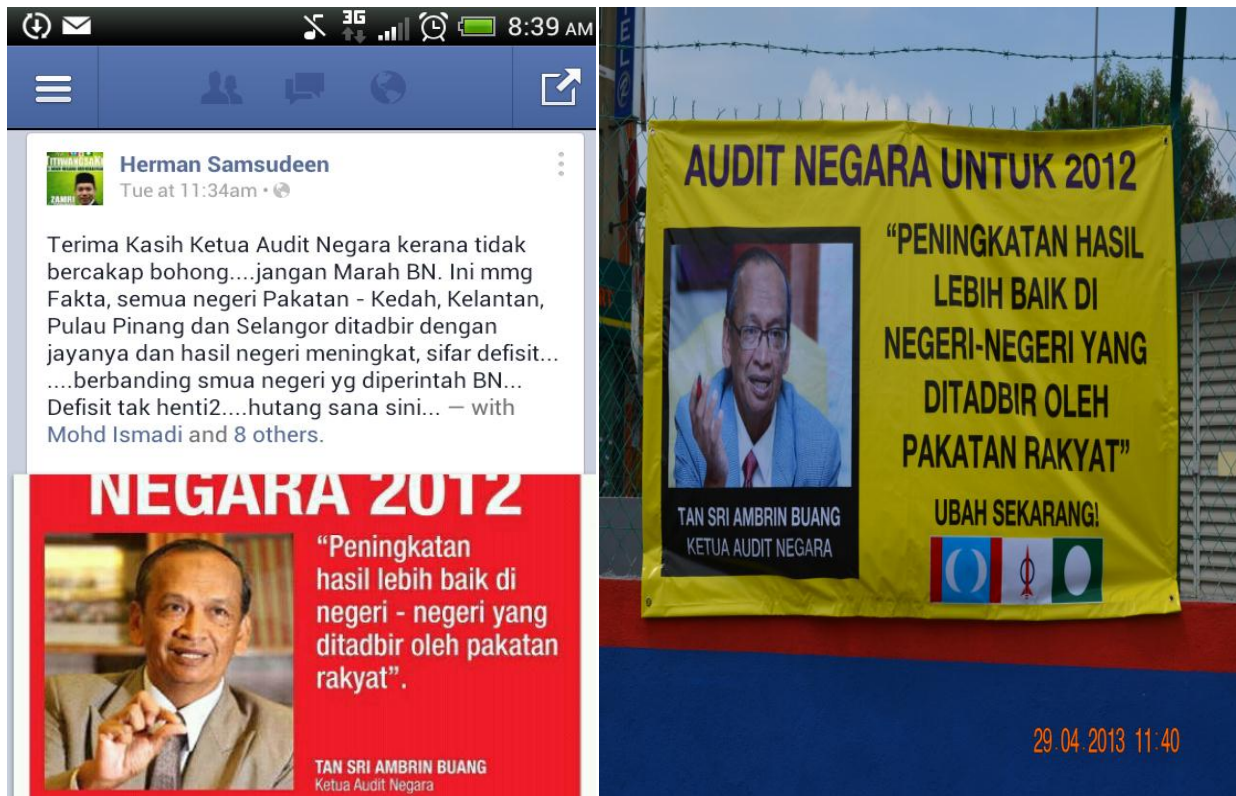 3G
8:39 AM
Herman Samsudeen
Tue at 11:34am •
Terima Kasih Ketua Audit Negara kerana tidak
bercakap bohong....jangan Marah BN. Ini mmg
Fakta, semua negeri Pakatan - Kedah, Kelantan,
Pulau Pinang dan Selangor ditadbir dengan
jayanya dan hasil negeri meningkat, sifar defisit...
....berbanding smua negeri yg diperintah BN...
Defisit tak henti2....hutang sana sini... — with
Mohd Ismadi and 8 others.
NEGARA 2012
“Peningkatan
hasil lebih baik di
negeri - negeri yang
ditadbir oleh pakatan
rakyat”.
TAN SRI AMBRIN BUANG
Ketua Audit Negara
AUDIT NEGARA UNTUK 2012
“PENINGKATAN HASIL
LEBIH BAIK DI
NEGERI-NEGERI YANG
DITADBIR OLEH
PAKATAN RAKYAT”
UBAH SEKARANG!
TAN SRI AMBRIN BUANG
KETUA AUDIT NEGARA
29.04.2013 11:40